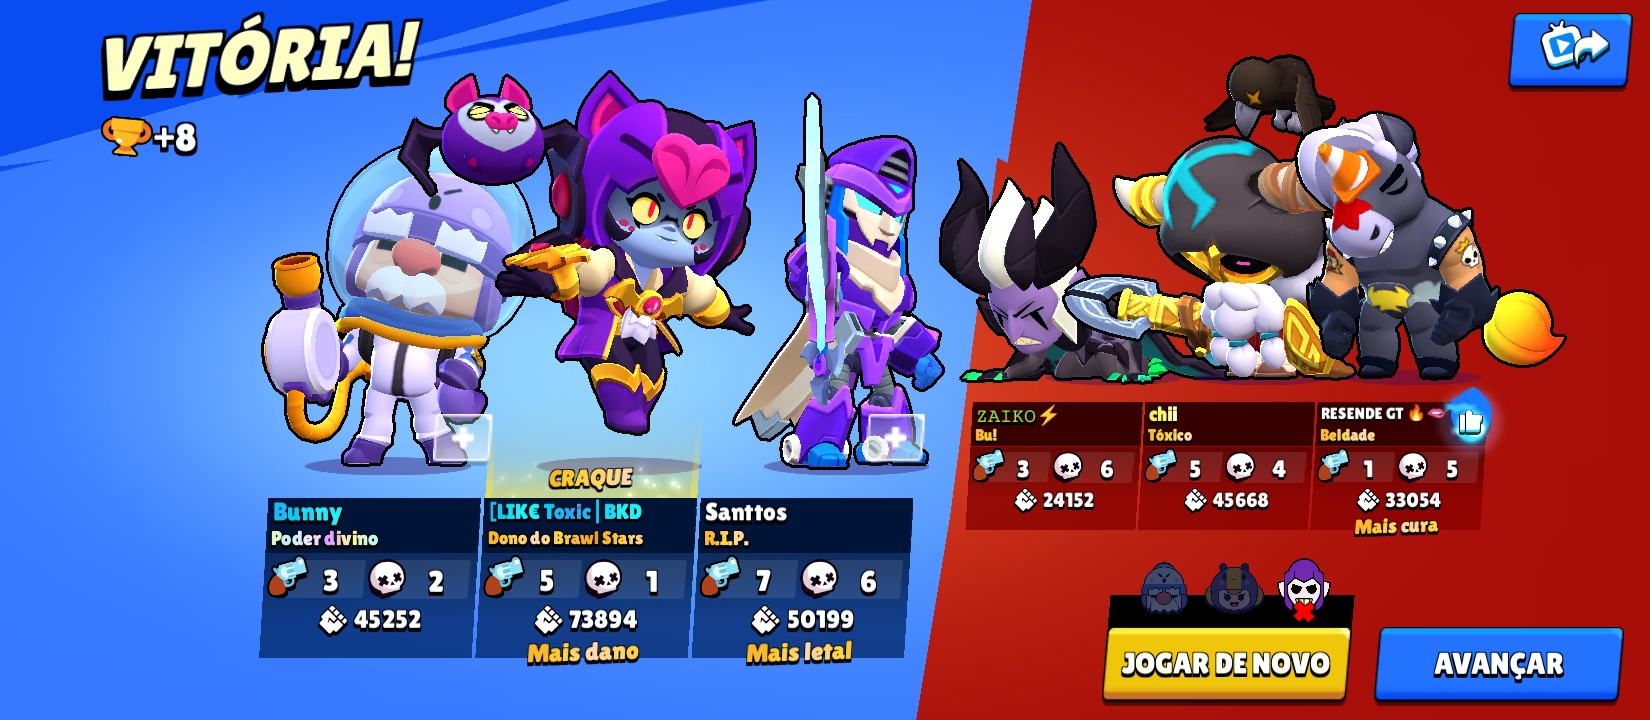 VITÓRIA!
+8
CRAQUE
Bunny
Poder divino
3 2
45252
[LIK€ Toxic | BKD
Dono do Brawl Stars
5 1
73894
Mais dano
Santtos
R.I.P.
7 6
50199
Mais letal
ZAIKO⚡
Bu!
3 6
24152
chii
Tóxico
5 4
45668
RESENDE GT 🔥👄
Beldade
1 5
33054
Mais cura
JOGAR DE NOVO
AVANÇAR